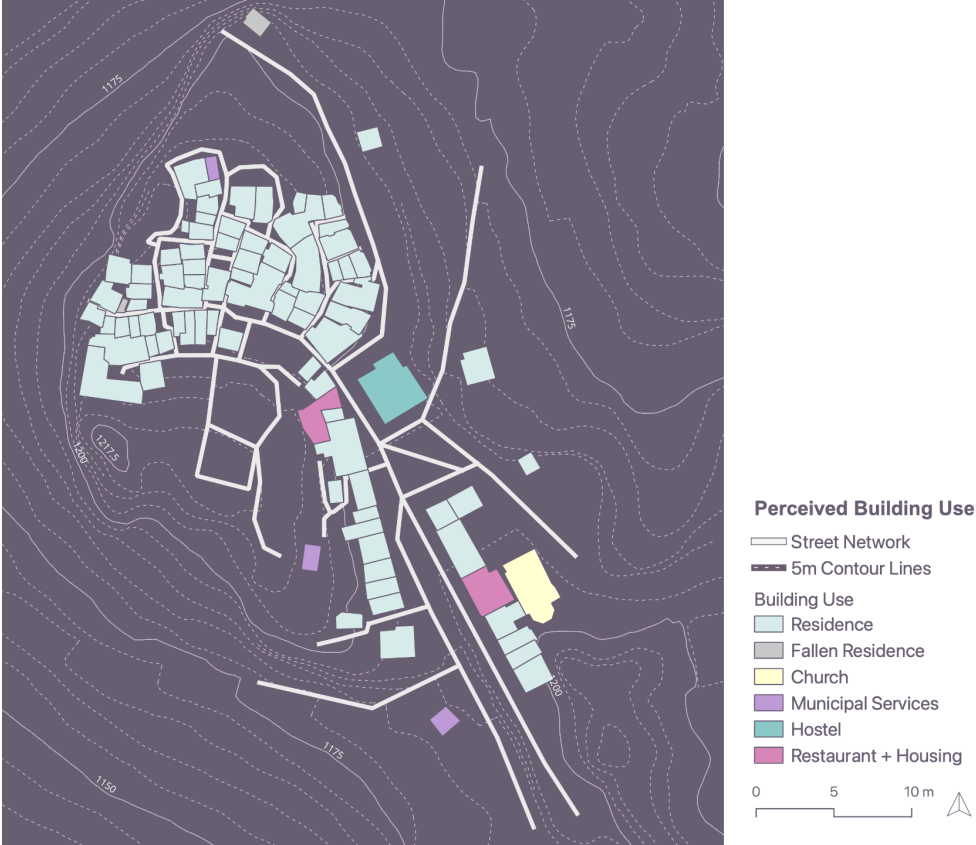 1175
1175
1217.5
1200
200
1175
1150
Perceived Building Use
Street Network
5m Contour Lines
Building Use
Residence
Fallen Residence
Church
Municipal Services
Hostel
Restaurant + Housing
0 5 10 m